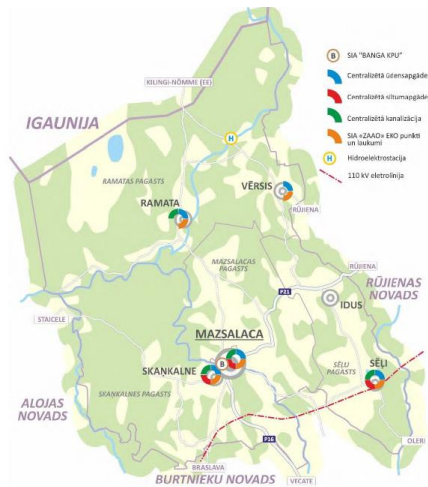 SIA "BANGA KPU"
Centralizētā ūdensapgāde
Centralizētā siltumapgāde
Centralizētā kanalizācija
SIA «ZAAO» EKO punkti
un laukumi
Hidroelektrostacija
110 kV eletrolīnija
B
H
KILINGI-NÕMME (EE)
IGAUNIJA
H
RAMATAS PAGASTS
VĒRSIS
RAMATA
RŪJIENA
MAZSALACAS
PAGASTS
RŪJIENA
RŪJIENAS
NOVADS
P21
IDUS
STAICELE
MAZSALACA
B
SKAŅKALNE
SĒĻI
SĒĻU
PAGASTS
SKAŅKALNES PAGASTS
ALOJAS
NOVADS
P16
OLERI
BRASLAVA
BURTNIEKU NOVADS
VECATE